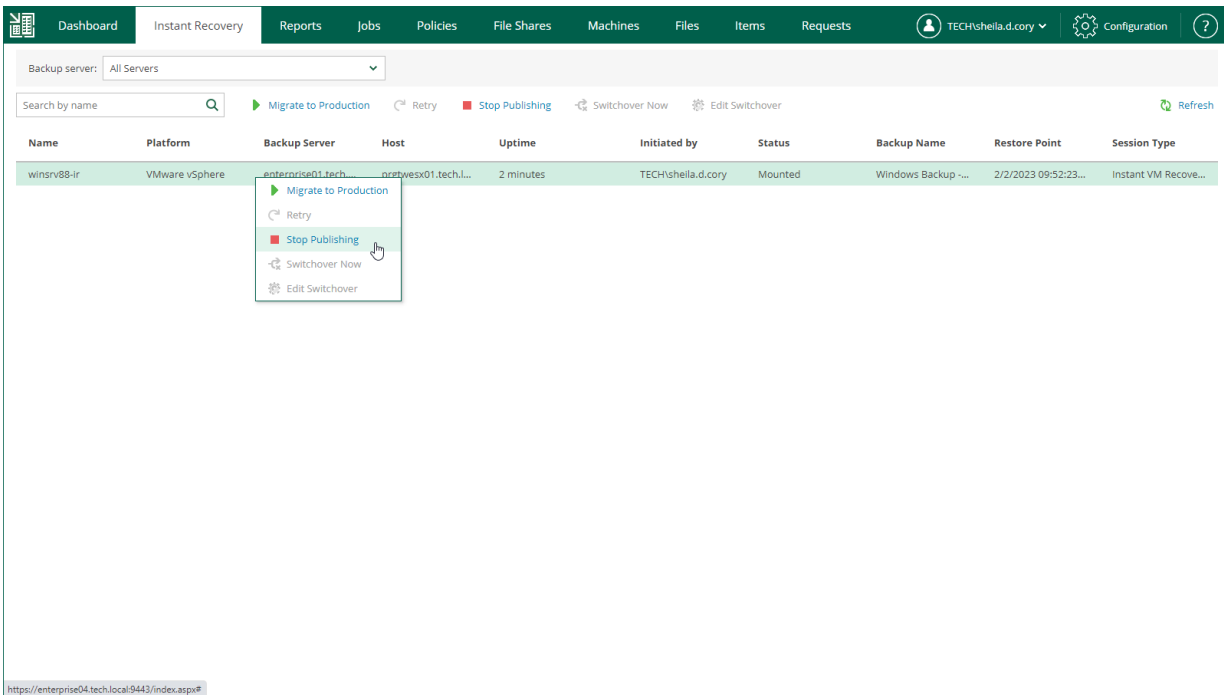 Dashboard Instant Recovery Reports Jobs Policies File Shares Machines Files Items Requests TECH\sheila.d.cory Configuration ?
Backup server: All Servers
Search by name Migrate to Production Retry Stop Publishing Switchover Now Edit Switchover Refresh
Name Platform Backup Server Host Uptime Initiated by Status Backup Name Restore Point Session Type
winsrv88-ir VMware vSphere enterprise01.tech.... prgtwesx01.tech.l... 2 minutes TECH\sheila.d.cory Mounted Windows Backup -... 2/2/2023 09:52:23... Instant VM Recove...
Migrate to Production
Retry
Stop Publishing
Switchover Now
Edit Switchover
https://enterprise04.tech.local:9443/index.aspx#